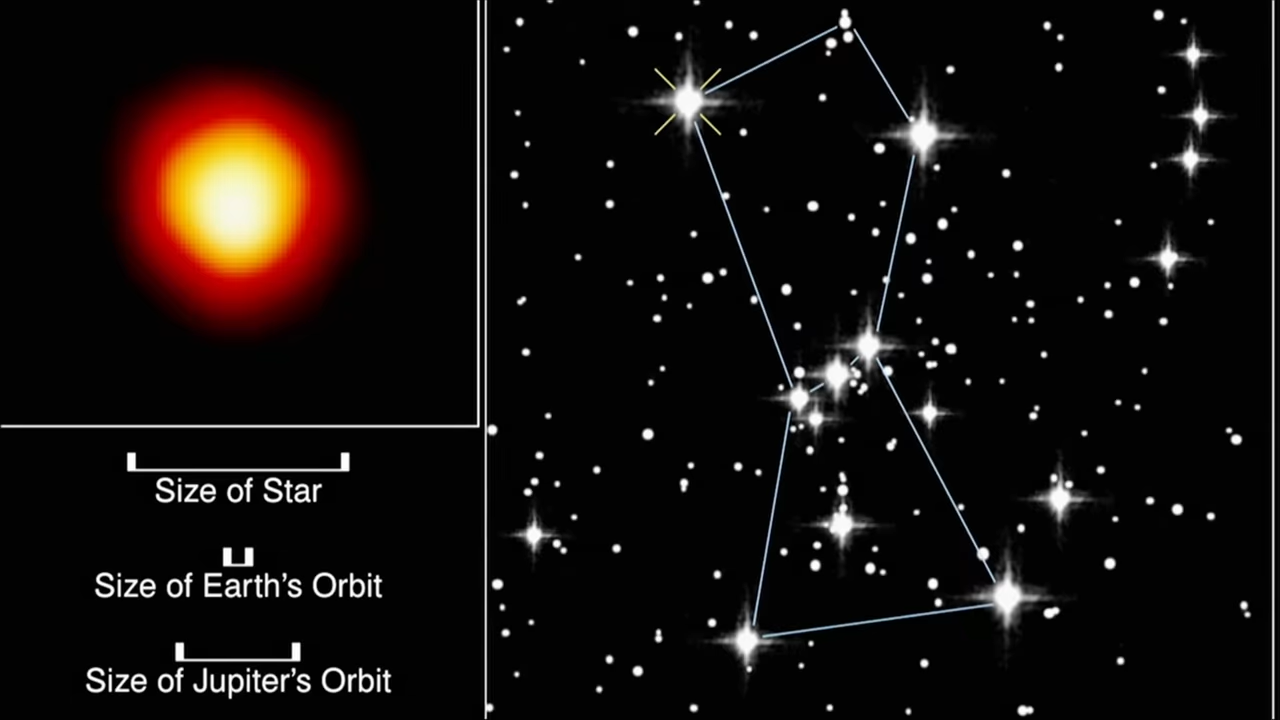 Size of Star
Size of Earth's Orbit
Size of Jupiter's Orbit